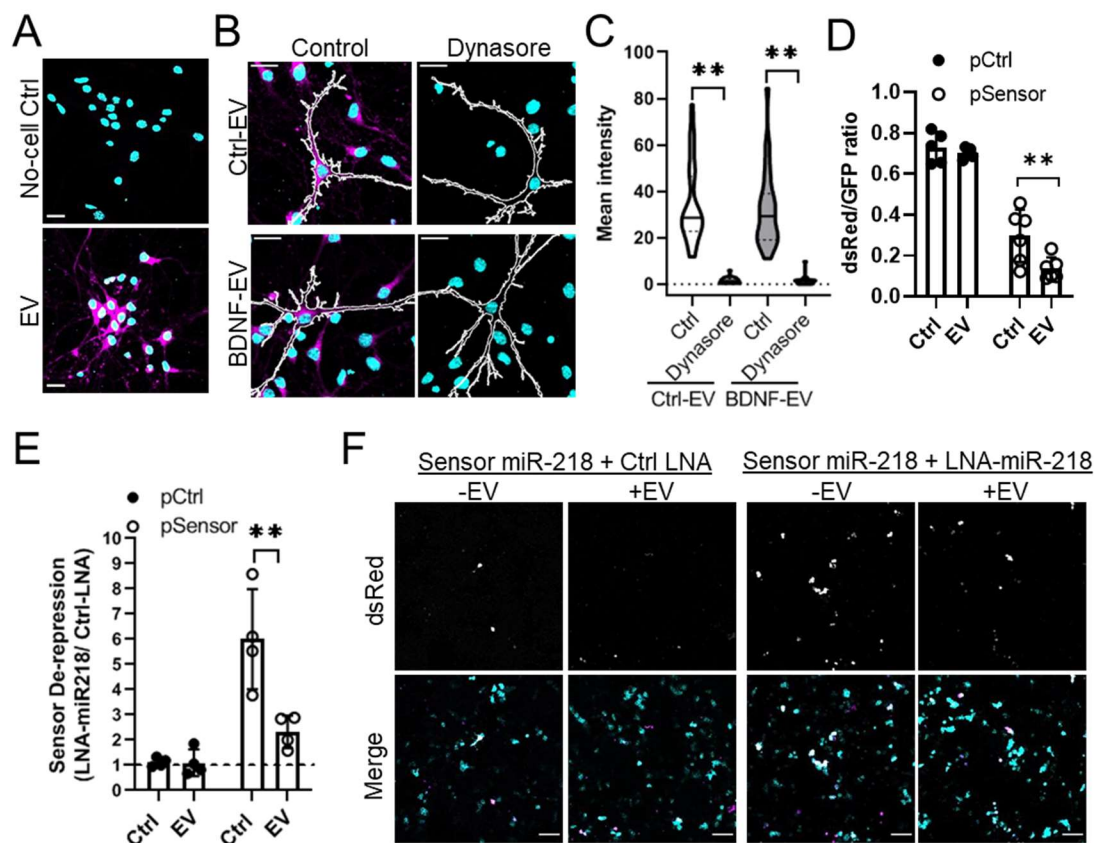 A
No-cell Ctrl
EV
B
Control
Dynasore
Ctrl-EV
BDNF-EV
C
Mean intensity
100
80
60
40
20
0
**
**
Ctrl
Dynasore
Ctrl
Dynasore
Ctrl-EV
BDNF-EV
D
pCtrl
pSensor
dsRed/GFP ratio
1.0
0.8
0.6
0.4
0.2
0.0
**
Ctrl
EV
Ctrl
EV
E
pCtrl
pSensor
Sensor De-repression
(LNA-miR218/ Ctrl-LNA)
10
9
8
7
6
5
4
3
2
1
0
**
Ctrl
EV
Ctrl
EV
F
Sensor miR-218 + Ctrl LNA
Sensor miR-218 + LNA-miR-218
-EV
+EV
-EV
+EV
dsRed
Merge